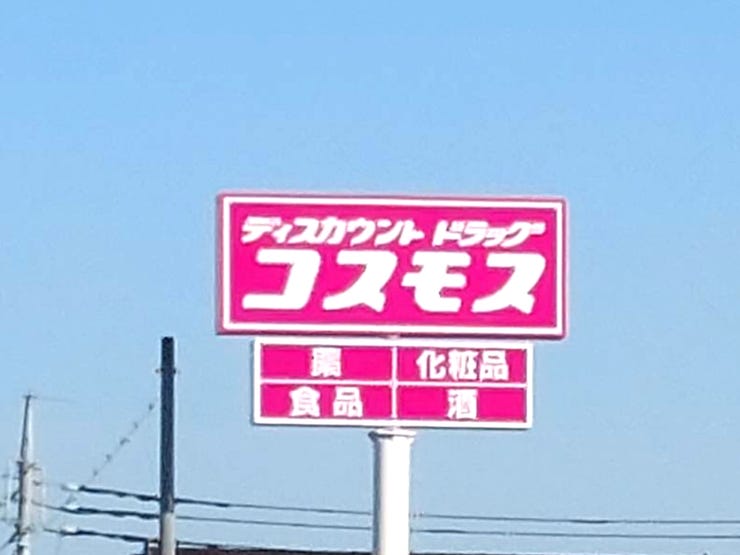 ディスカウント ドラッグ
コスモス
薬 化粧品
食品 酒